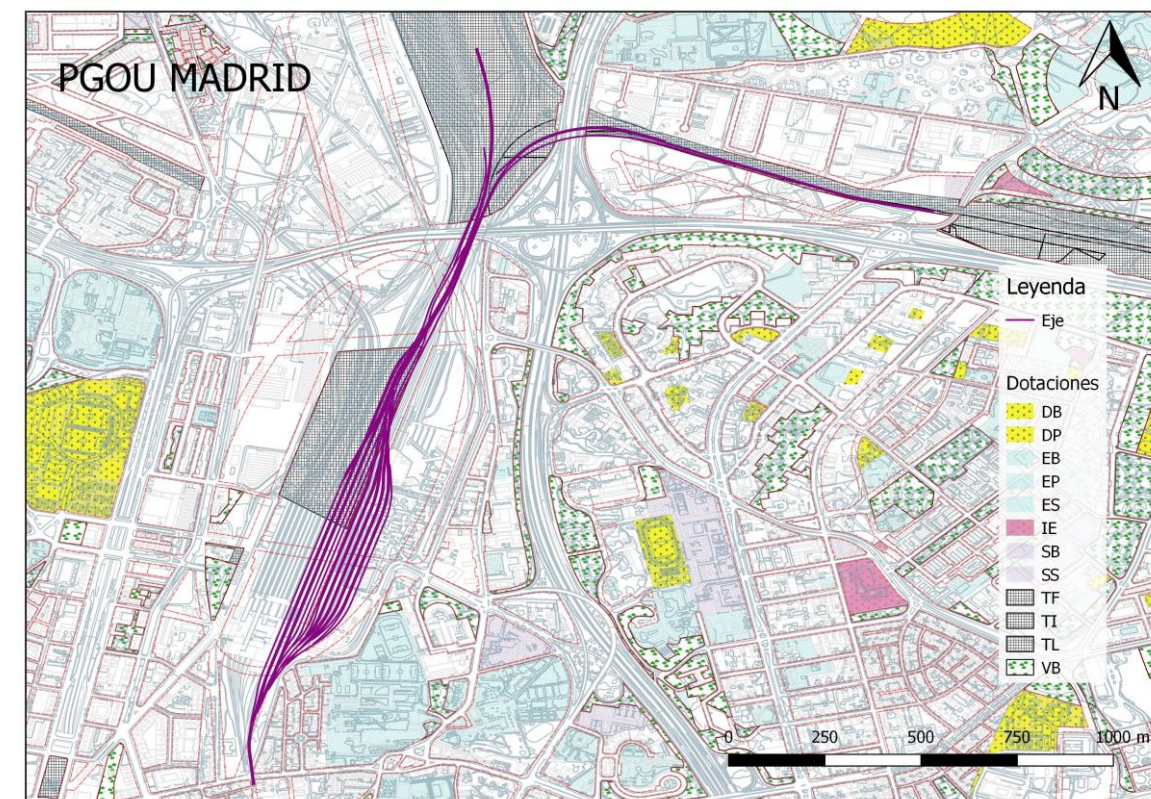 PGOU MADRID
N
Leyenda
Eje
Dotaciones
DB
DP
EB
EP
ES
IE
SB
SS
TF
TI
TL
VB
0 250 500 750 1000 m